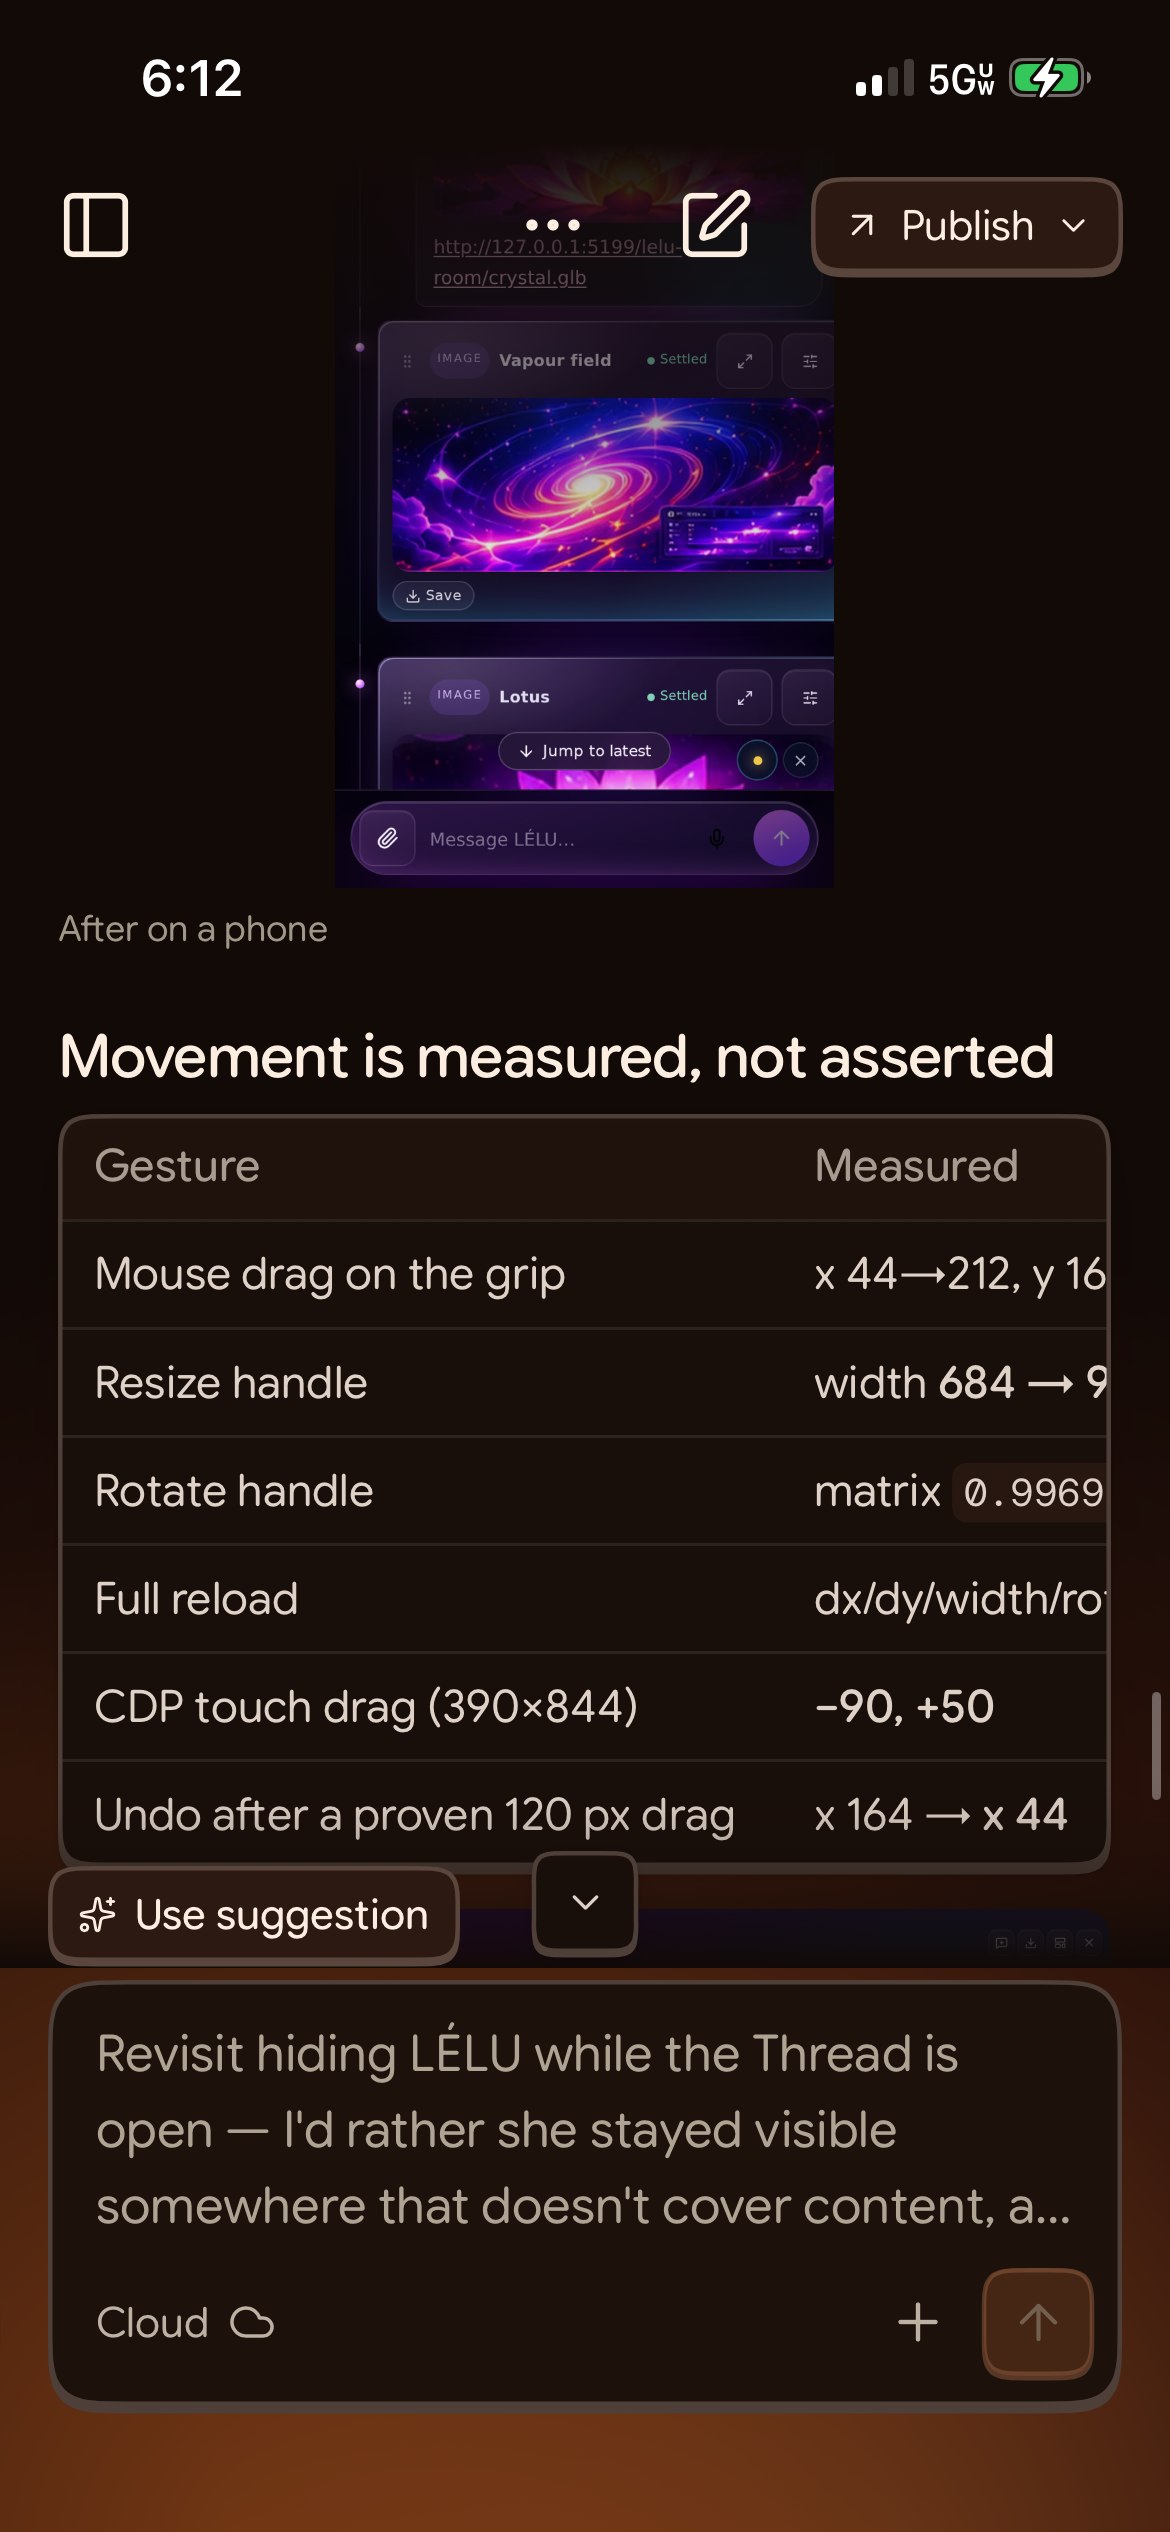 6:12
5G UW
Publish
http://127.0.0.1:5199/lelu-
room/crystal.glb
IMAGE Vapour field Settled
Save
IMAGE Lotus Settled
Jump to latest
Message LÉLU...
After on a phone
Movement is measured, not asserted
Gesture Measured
Mouse drag on the grip x 44→212, y 16
Resize handle width 684 → 9
Rotate handle matrix 0.9969
Full reload dx/dy/width/rot
CDP touch drag (390×844) −90, +50
Undo after a proven 120 px drag x 164 → x 44
Use suggestion
Revisit hiding LÉLU while the Thread is
open — I'd rather she stayed visible
somewhere that doesn't cover content, a...
Cloud